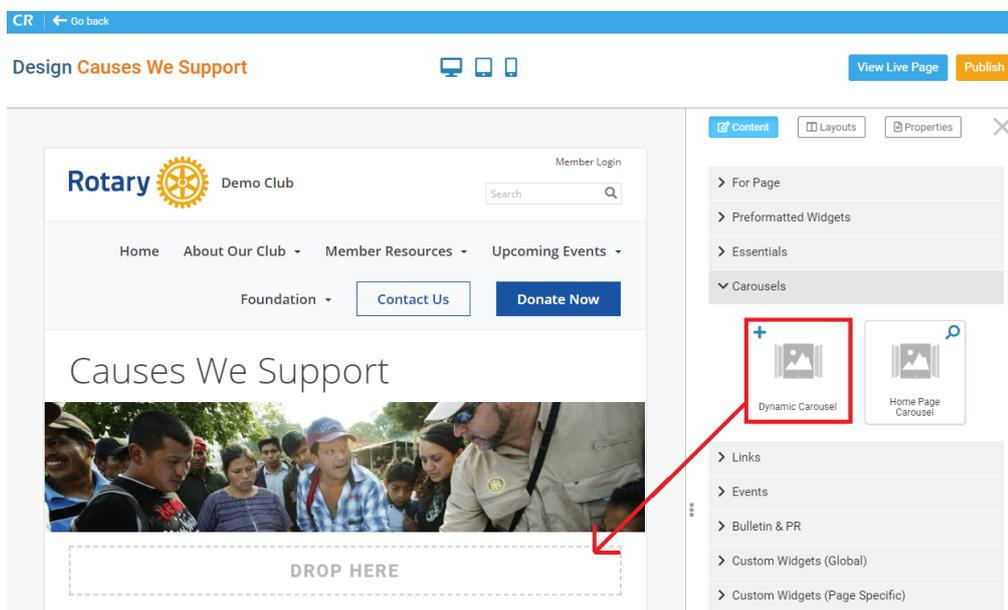 CR Go back
Design Causes We Support
View Live Page
Publish
Rotary Demo Club
Member Login
Search
Home About Our Club Member Resources Upcoming Events
Foundation Contact Us Donate Now
Causes We Support
DROP HERE
Content Layouts Properties
For Page
Preformatted Widgets
Essentials
Carousels
Dynamic Carousel
Home Page
Carousel
Links
Events
Bulletin & PR
Custom Widgets (Global)
Custom Widgets (Page Specific)